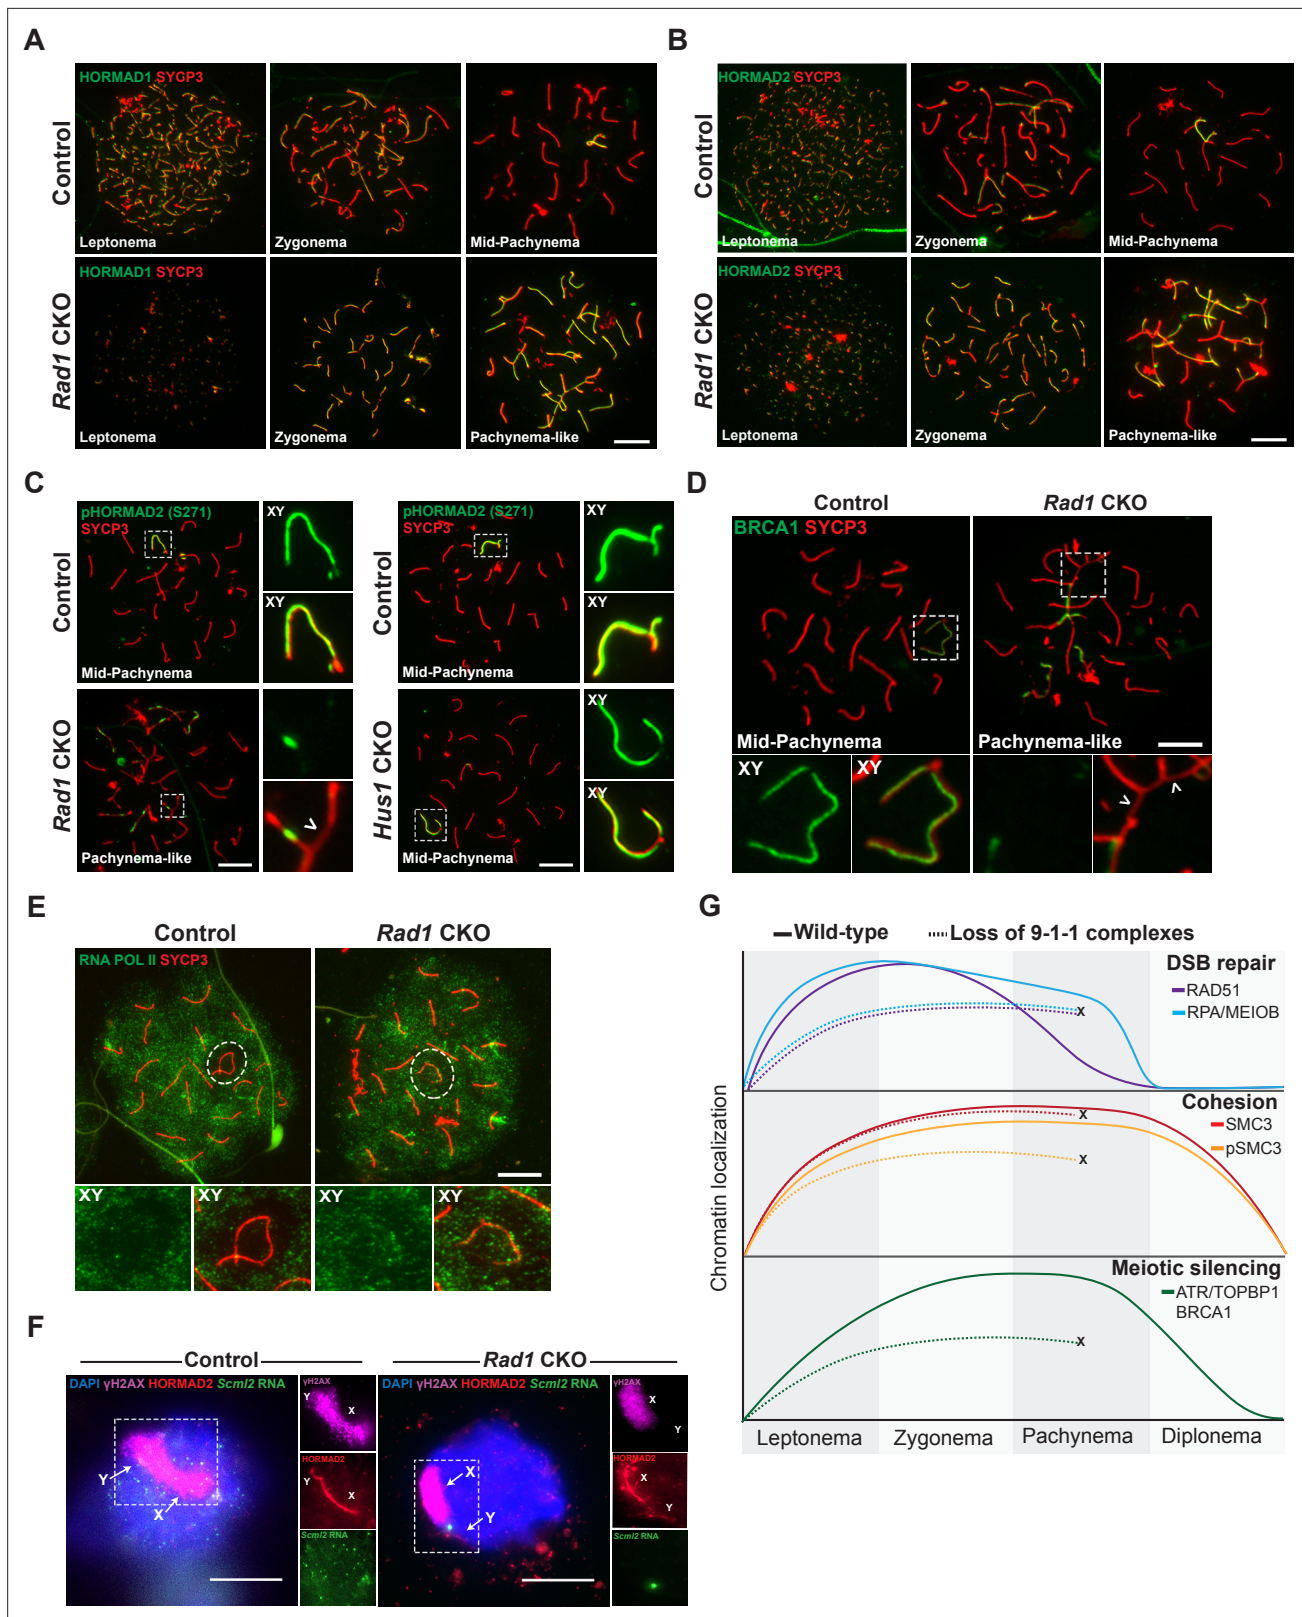 A
HORMAD1 SYCP3
Control
Leptonema
Zygonema
Mid-Pachynema
HORMAD1 SYCP3
Rad1 CKO
Leptonema
Zygonema
Pachynema-like
B
HORMAD2 SYCP3
Control
Leptonema
Zygonema
Mid-Pachynema
HORMAD2 SYCP3
Rad1 CKO
Leptonema
Zygonema
Pachynema-like
C
pHORMAD2 (S271)
SYCP3
Control
Mid-Pachynema
XY
XY
Rad1 CKO
Pachynema-like
>
pHORMAD2 (S271)
SYCP3
Control
Mid-Pachynema
XY
XY
Hus1 CKO
Mid-Pachynema
XY
XY
D
Control
Rad1 CKO
BRCA1 SYCP3
Mid-Pachynema
Pachynema-like
XY
XY
> >
E
Control
Rad1 CKO
RNA POL II SYCP3
XY
XY
XY
XY
F
Control
Rad1 CKO
DAPI γH2AX HORMAD2 Scml2 RNA
Y
X
γH2AX
Y
X
HORMAD2
Y
X
Scml2 RNA
DAPI γH2AX HORMAD2 Scml2 RNA
X
Y
γH2AX
X
Y
HORMAD2
X
Y
Scml2 RNA
G
Wild-type
Loss of 9-1-1 complexes
Chromatin localization
DSB repair
RAD51
RPA/MEIOB
X
Cohesion
SMC3
pSMC3
X
X
Meiotic silencing
ATR/TOPBP1
BRCA1
X
Leptonema
Zygonema
Pachynema
Diplonema